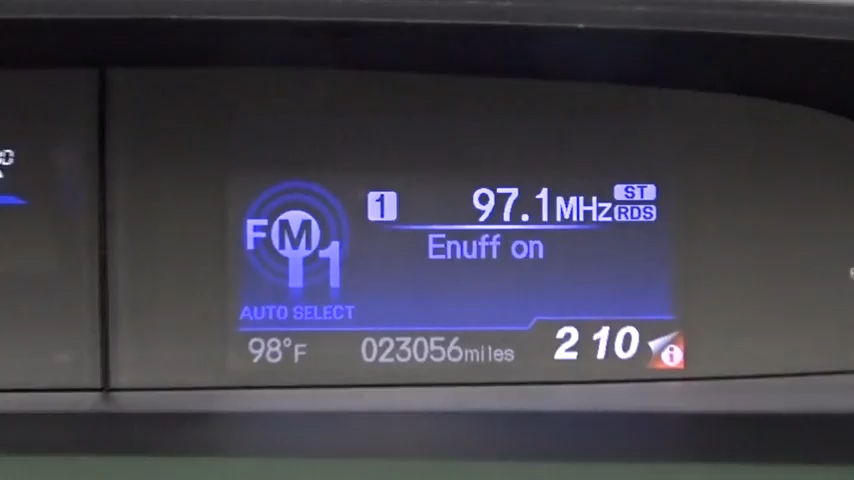 FM1
1
97.1MHz
ST
RDS
Enuff on
AUTO SELECT
98°F
023056miles
2 10
i